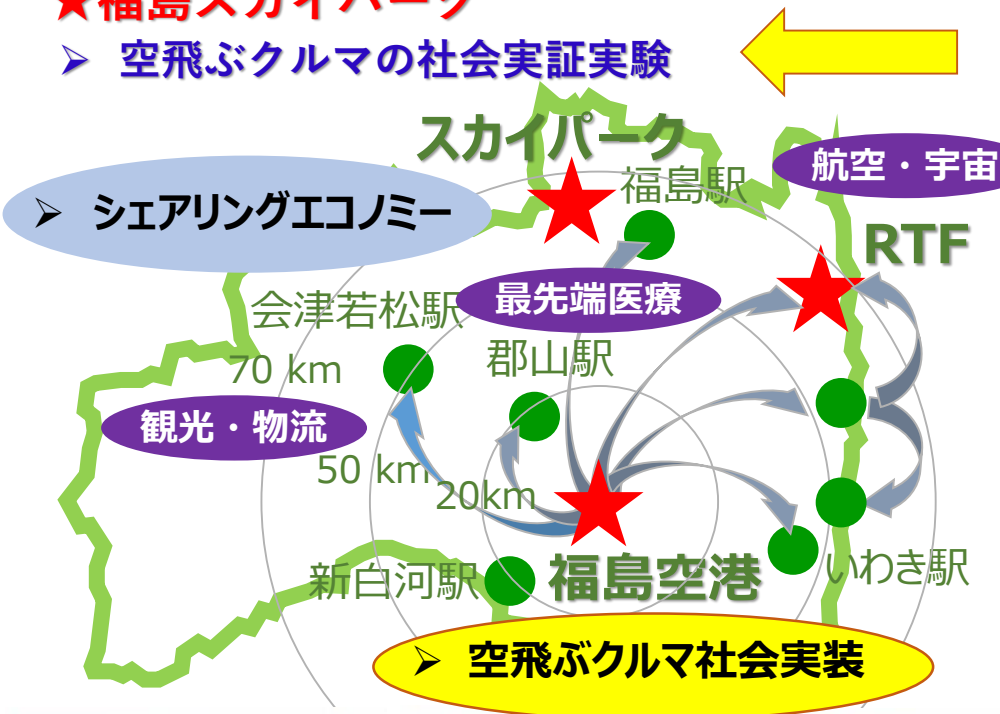 ★福島スカイパーク
➢ 空飛ぶクルマの社会実証実験
スカイパーク
福島駅
航空・宇宙
➢ シェアリングエコノミー
RTF
会津若松駅
最先端医療
郡山駅
70 km
観光・物流
50 km
20km
新白河駅
福島空港
いわき駅
➢ 空飛ぶクルマ社会実装